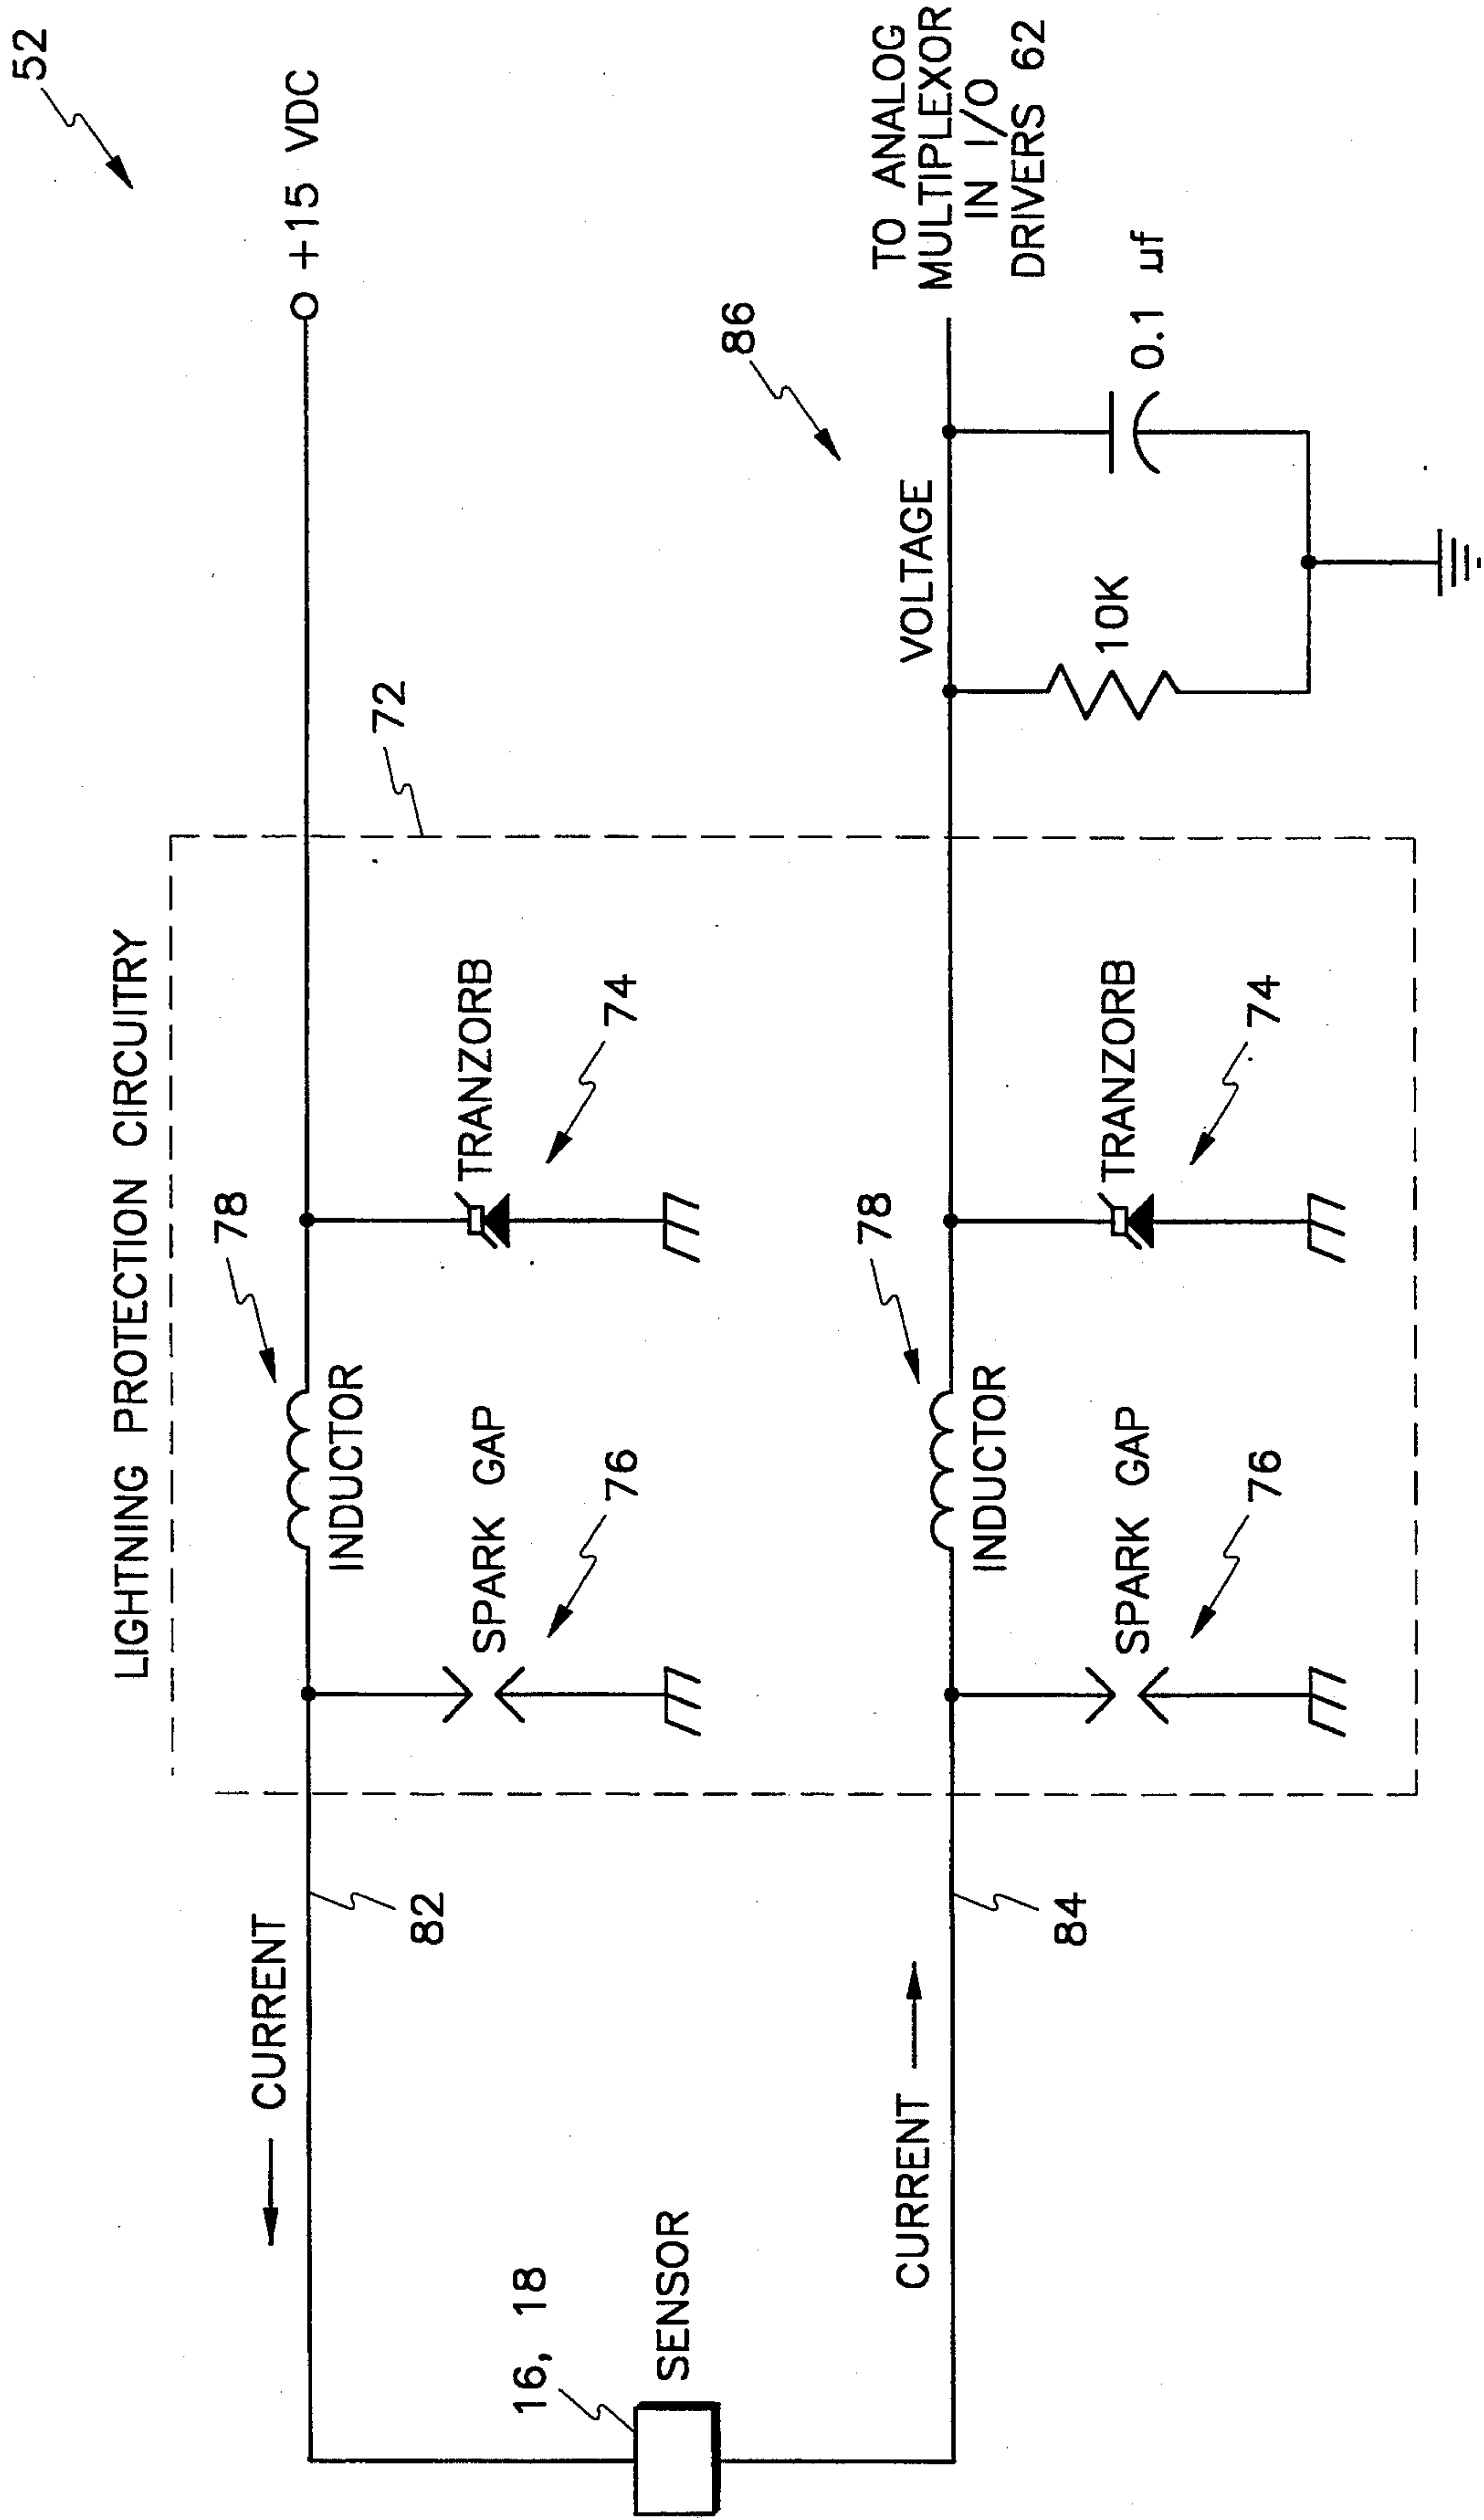 52
LIGHTNING PROTECTION CIRCUITRY
← CURRENT
78
+15 VDC
82
INDUCTOR
72
SPARK GAP
TRANZORB
16, 18
76
74
SENSOR
86
CURRENT →
78
VOLTAGE
TO ANALOG
MULTIPLEXOR
IN I/O
DRIVERS 62
84
INDUCTOR
SPARK GAP
TRANZORB
10K
0.1 µf
76
74